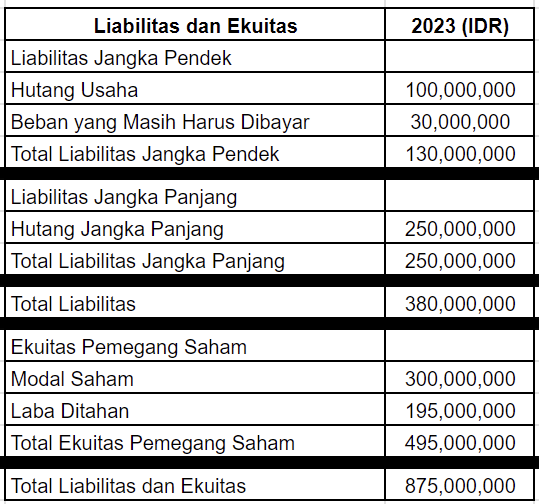 Liabilitas dan Ekuitas 2023 (IDR)
Liabilitas Jangka Pendek
Hutang Usaha 100,000,000
Beban yang Masih Harus Dibayar 30,000,000
Total Liabilitas Jangka Pendek 130,000,000
Liabilitas Jangka Panjang
Hutang Jangka Panjang 250,000,000
Total Liabilitas Jangka Panjang 250,000,000
Total Liabilitas 380,000,000
Ekuitas Pemegang Saham
Modal Saham 300,000,000
Laba Ditahan 195,000,000
Total Ekuitas Pemegang Saham 495,000,000
Total Liabilitas dan Ekuitas 875,000,000